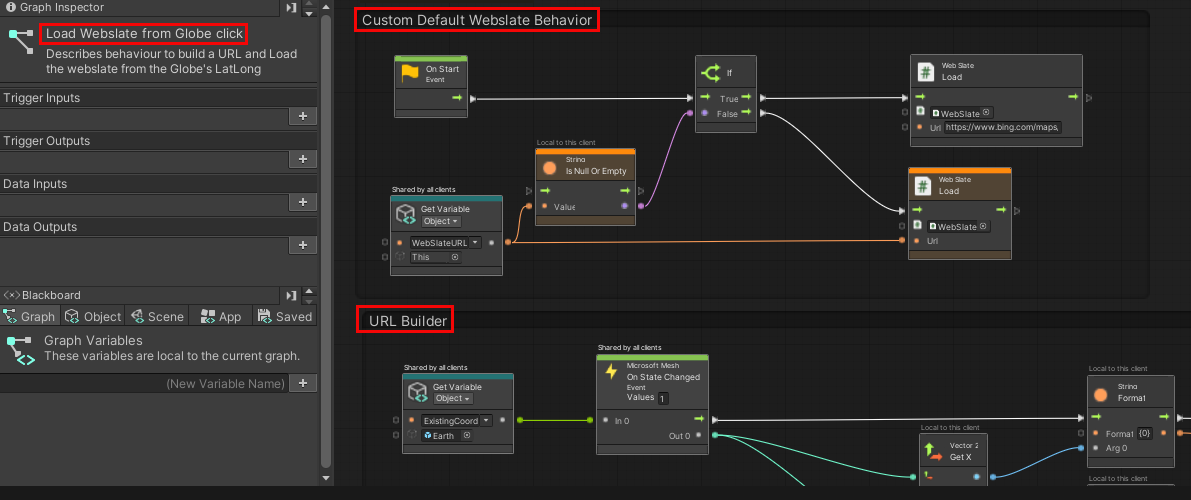 Graph Inspector
Load Webslate from Globe click
Describes behaviour to build a URL and Load
the webslate from the Globe's LatLong
Trigger Inputs
+
Trigger Outputs
+
Data Inputs
+
Data Outputs
+
Blackboard
Graph Object Scene App Saved
Graph Variables
These variables are local to the current graph.
(New Variable Name) +
Custom Default Webslate Behavior
On Start
Event
If
True
False
Web Slate
Load
WebSlate
Url https://www.bing.com/maps,
Local to this client
String
Is Null Or Empty
Value
Shared by all clients
Get Variable
Object
WebSlateURL
This
Web Slate
Load
WebSlate
Url
URL Builder
Shared by all clients
Get Variable
Object
ExistingCoord
Earth
Shared by all clients
Microsoft Mesh
On State Changed
Event
Values 1
In 0
Out 0
Local to this client
Vector 2
Get X
Local to this client
String
Format
Format {0}
Arg 0
Local to this client